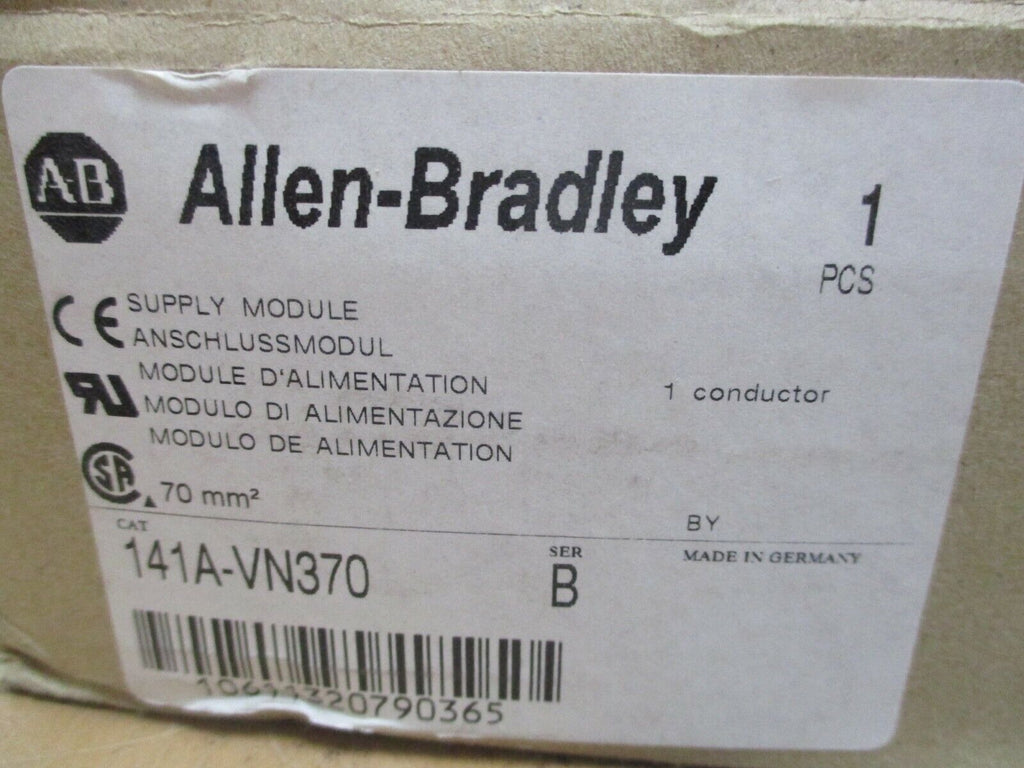 A-B
Allen-Bradley
1
PCS
CE
SUPPLY MODULE
ANSCHLUSSMODUL
MODULE D'ALIMENTATION
1 conductor
MODULO DI ALIMENTAZIONE
MODULO DE ALIMENTATION
70 mm²
BY
CAT
141A-VN370
SER
B
MADE IN GERMANY